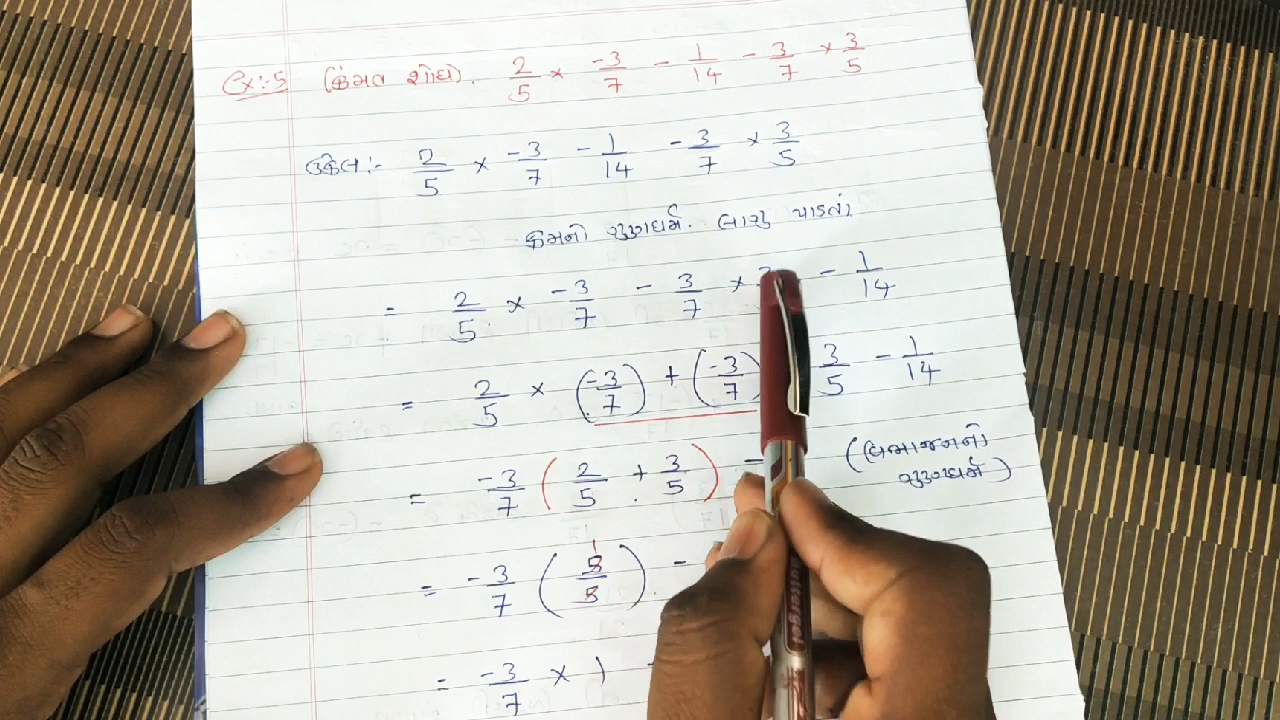 Ex:5 કિંમત શોધો. 2/5 × -3/7 - 1/14 - 3/7 × 3/5
ઉકેલ:- 2/5 × -3/7 - 1/14 - 3/7 × 3/5
ક્રમનો ગુણધર્મ. લાગુ પાડતાં
= 2/5 × -3/7 - 3/7 × - 1/14
= 2/5 × (-3/7) + (-3/7) 3/5 - 1/14
= -3/7 ( 2/5 + 3/5 ) - (વિભાજનનો ગુણધર્મ)
= -3/7 ( 5/5 ) -
= -3/7 × 1 -